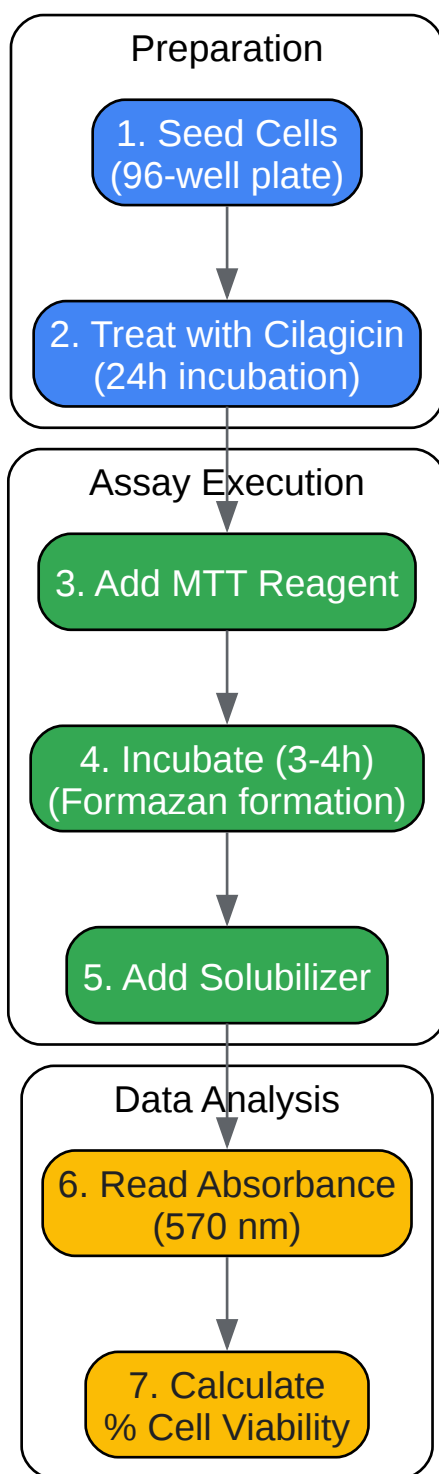 Preparation
1. Seed Cells
(96-well plate)
2. Treat with Cilagicin
(24h incubation)
Assay Execution
3. Add MTT Reagent
4. Incubate (3-4h)
(Formazan formation)
5. Add Solubilizer
Data Analysis
6. Read Absorbance
(570 nm)
7. Calculate
% Cell Viability